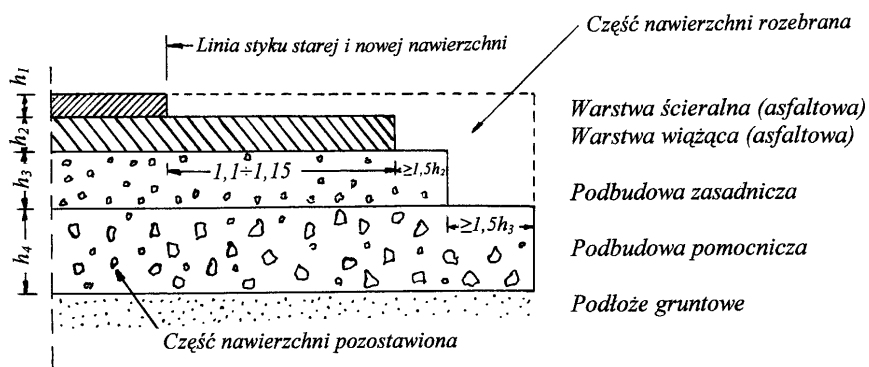 Część nawierzchni rozebrana
Linia styku starej i nowej nawierzchni
h₁
Warstwa ścieralna (asfaltowa)
h₂
Warstwa wiążąca (asfaltowa)
h₃
1,1÷1,15
≥1,5h₂
Podbudowa zasadnicza
h₄
≥1,5h₃
Podbudowa pomocnicza
Podłoże gruntowe
Część nawierzchni pozostawiona